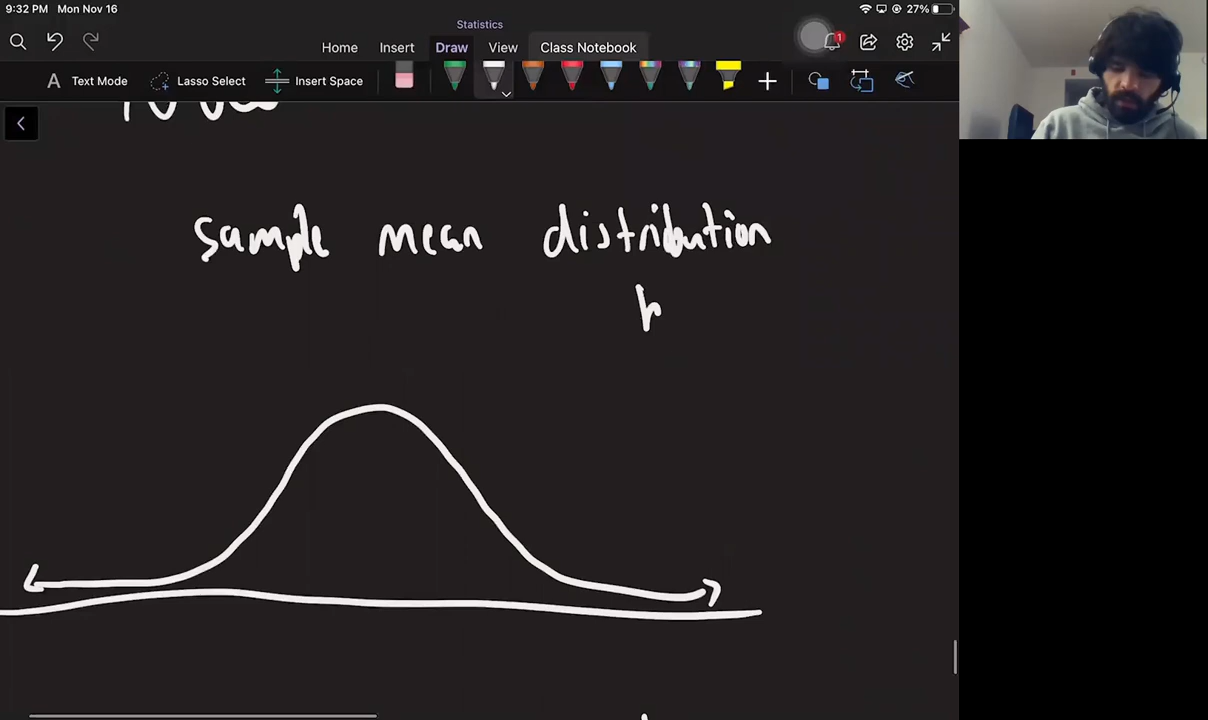 9:32 PM Mon Nov 16
27%
Statistics
Home Insert Draw View Class Notebook
1
A Text Mode Lasso Select Insert Space
sample mean distribution